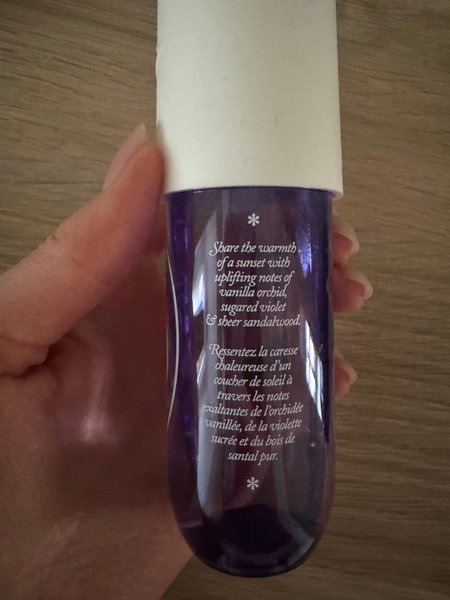 *
Share the warmth
of a sunset with
uplifting notes of
vanilla orchid,
sugared violet
& sheer sandalwood.
Ressentez la caresse
chaleureuse d'un
coucher de soleil à
travers les notes
exaltantes de l'orchidée
vanillée, de la violette
sucrée et du bois de
santal pur.
*